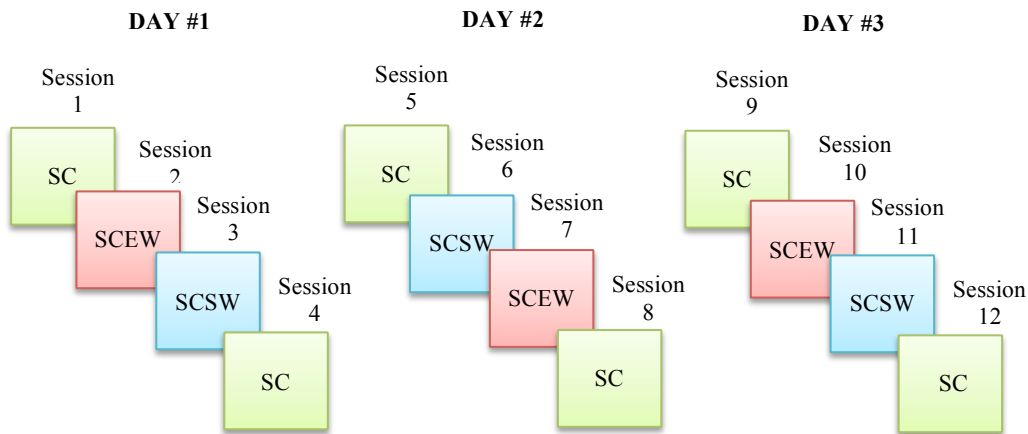 DAY #1
Session
1
SC
Session
2
SCEW
Session
3
SCSW
Session
4
SC
DAY #2
Session
5
SC
Session
6
SCSW
Session
7
SCEW
Session
8
SC
DAY #3
Session
9
SC
Session
10
SCEW
Session
11
SCSW
Session
12
SC